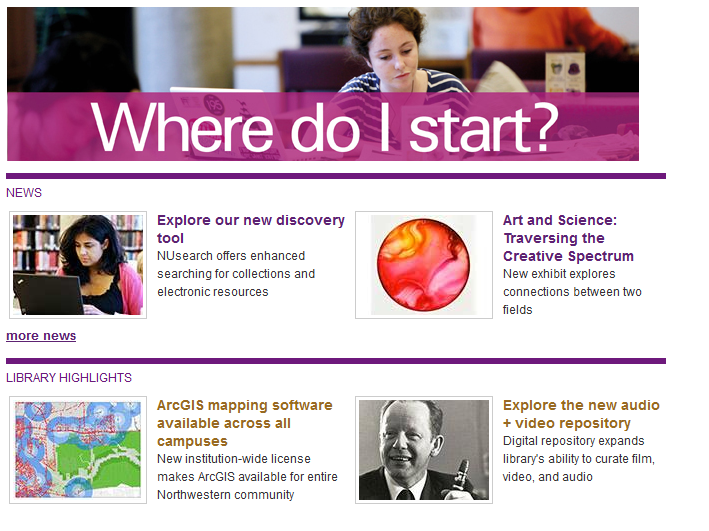 Where do I start?
NEWS
Explore our new discovery
tool
NUsearch offers enhanced
searching for collections and
electronic resources
Art and Science:
Traversing the
Creative Spectrum
New exhibit explores
connections between two
fields
more news
LIBRARY HIGHLIGHTS
ArcGIS mapping software
available across all
campuses
New institution-wide license
makes ArcGIS available for entire
Northwestern community
Explore the new audio
+ video repository
Digital repository expands
library's ability to curate film,
video, and audio